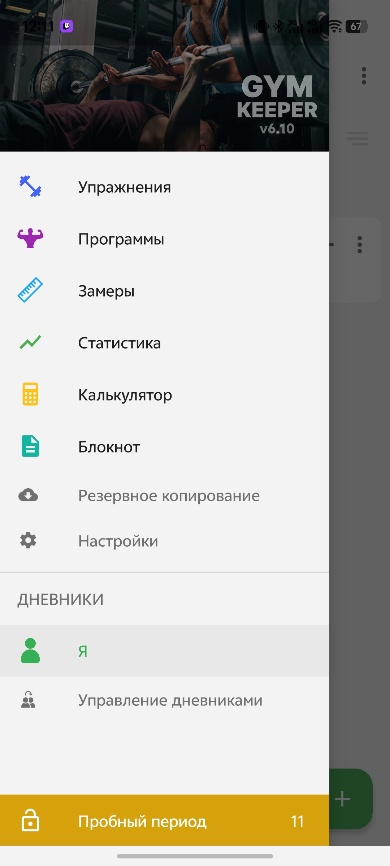 67
GYM
KEEPER
v6.10
Упражнения
Программы
Замеры
Статистика
Калькулятор
Блокнот
Резервное копирование
Настройки
ДНЕВНИКИ
Я
Управление дневниками
Пробный период 11